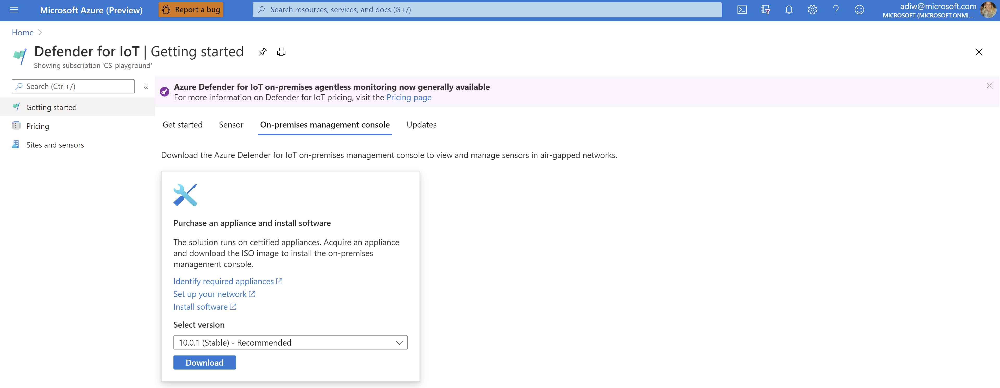 Microsoft Azure (Preview)
Report a bug
Search resources, services, and docs (G+/)
adiw@microsoft.com
MICROSOFT (MICROSOFT.ONMI...
Home
Defender for IoT | Getting started
Showing subscription 'CS-playground'
Search (Ctrl+/)
Getting started
Pricing
Sites and sensors
Azure Defender for IoT on-premises agentless monitoring now generally available
For more information on Defender for IoT pricing, visit the Pricing page
Get started
Sensor
On-premises management console
Updates
Download the Azure Defender for IoT on-premises management console to view and manage sensors in air-gapped networks.
Purchase an appliance and install software
The solution runs on certified appliances. Acquire an appliance
and download the ISO image to install the on-premises
management console.
Identify required appliances
Set up your network
Install software
Select version
10.0.1 (Stable) - Recommended
Download